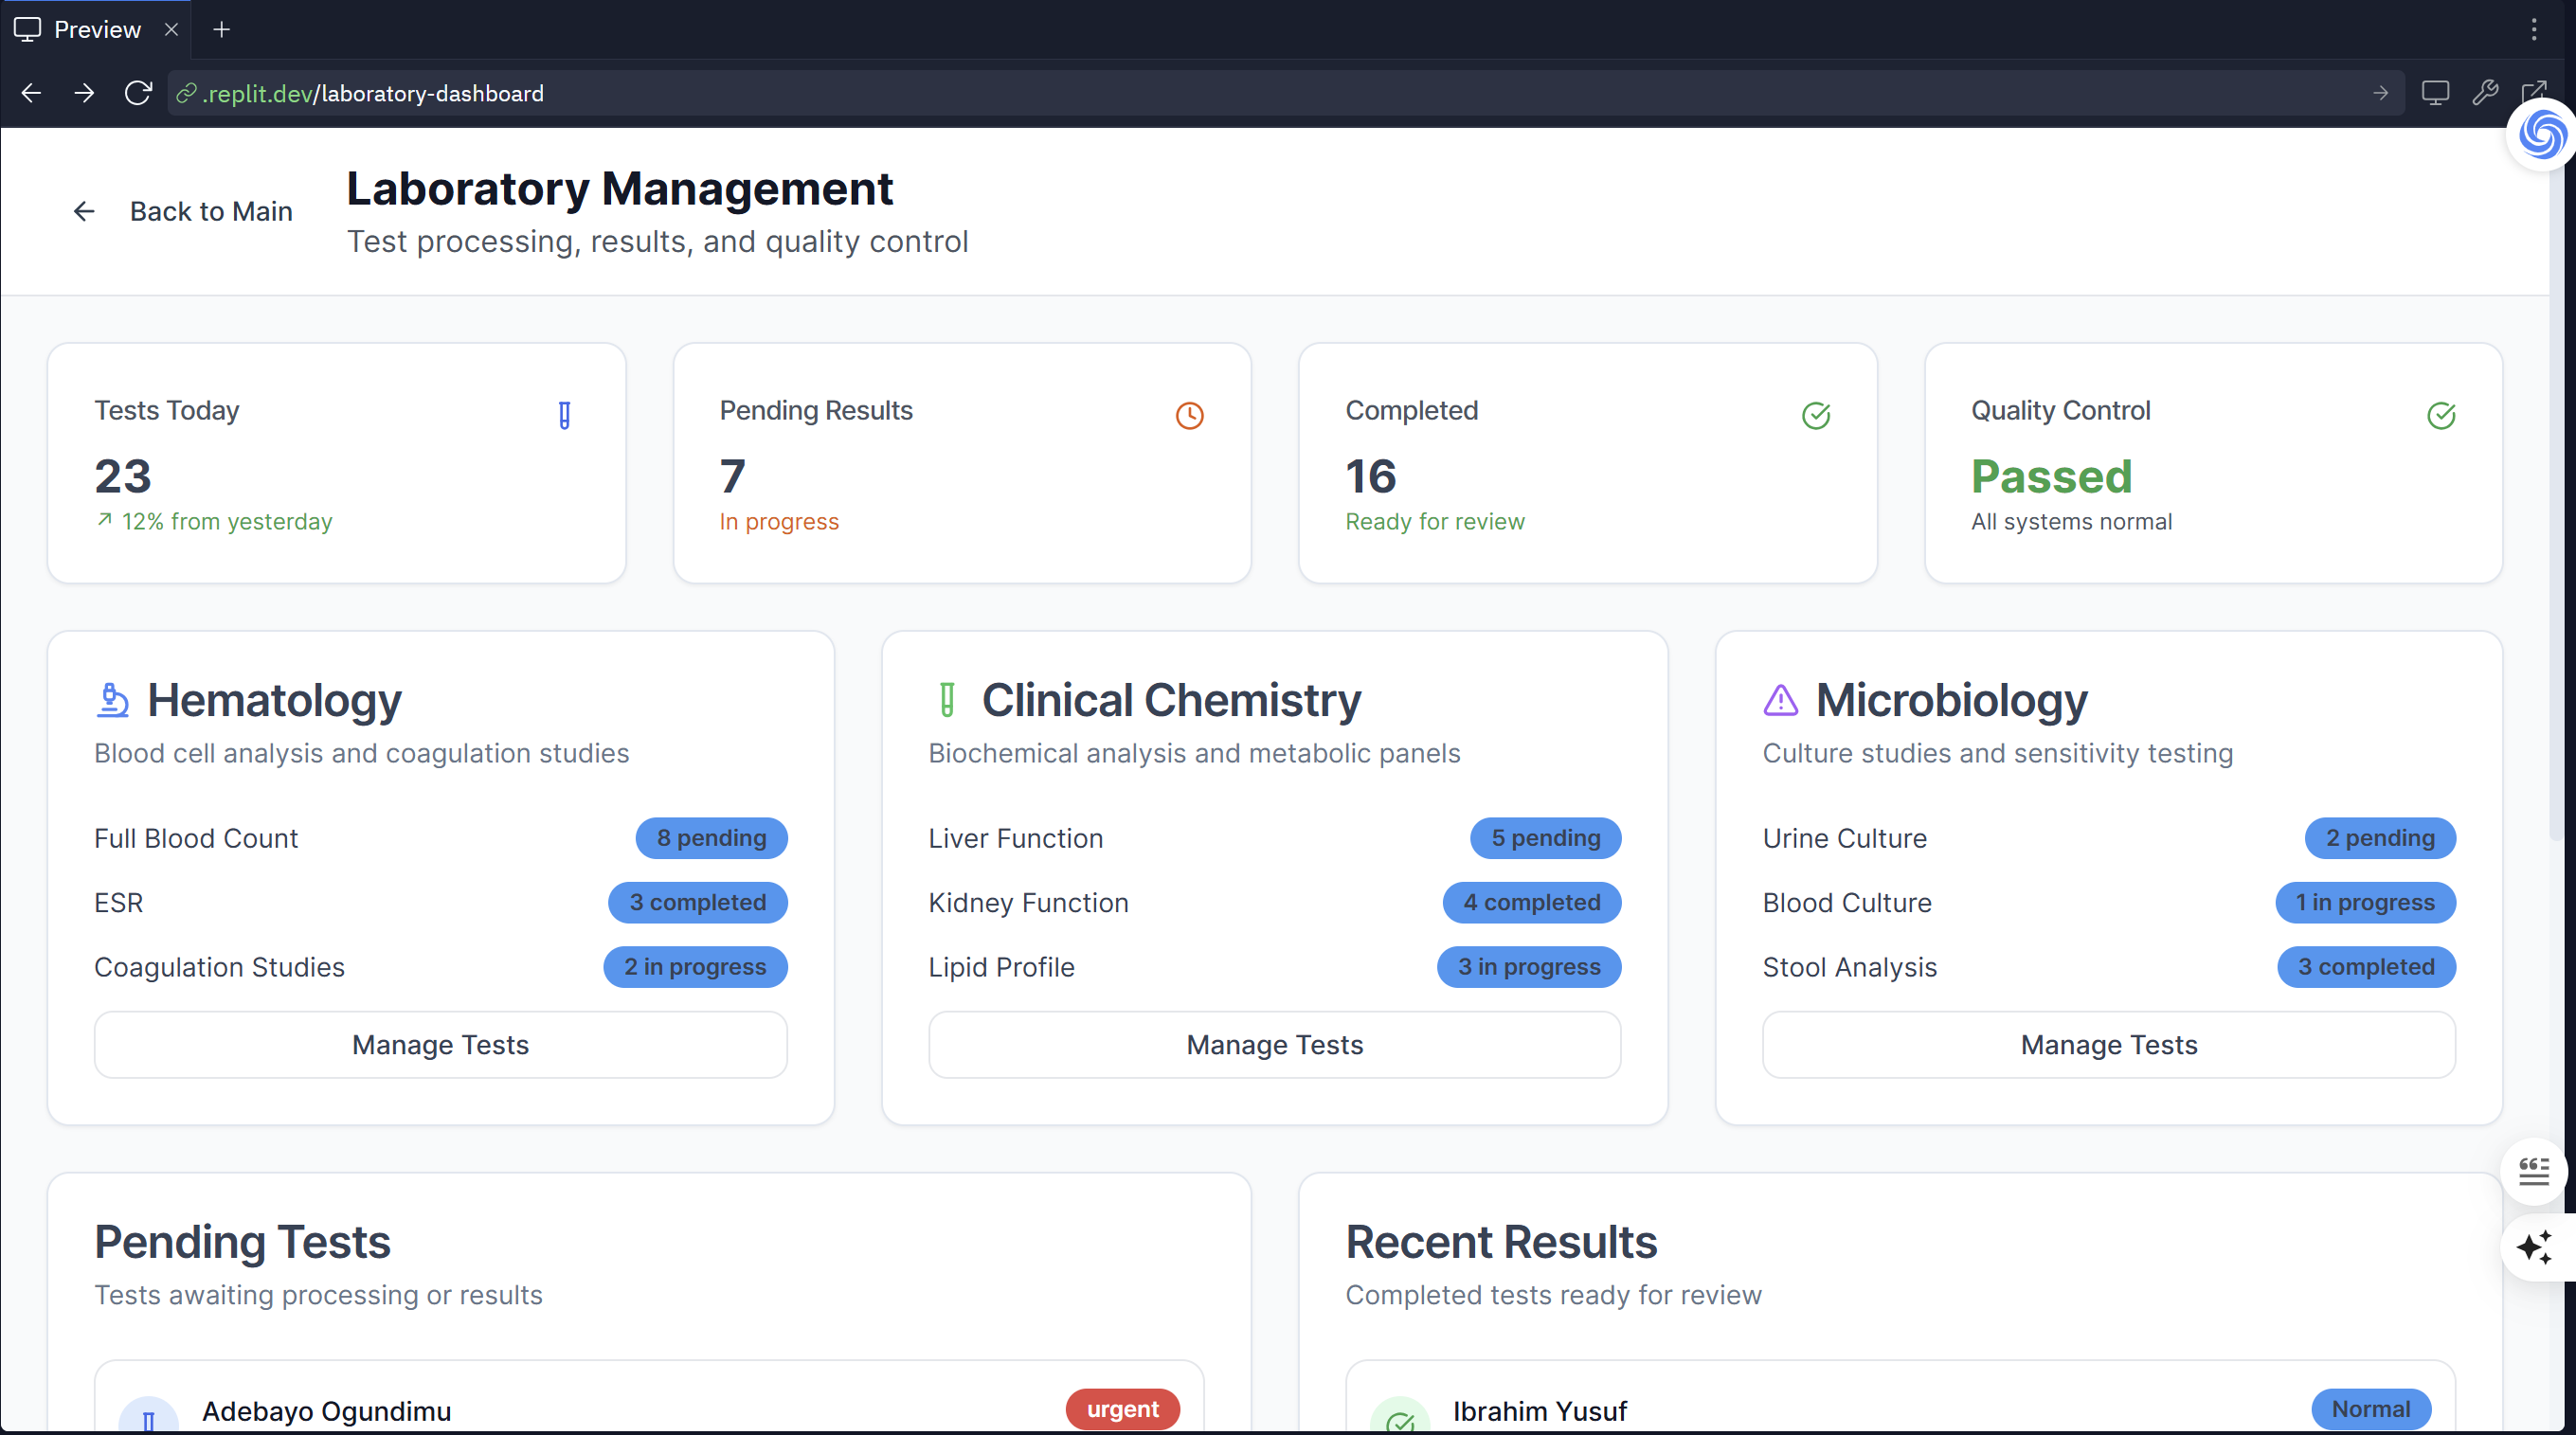 Preview
.replit.dev/laboratory-dashboard
Back to Main
Laboratory Management
Test processing, results, and quality control
Tests Today
23
12% from yesterday
Pending Results
7
In progress
Completed
16
Ready for review
Quality Control
Passed
All systems normal
Hematology
Blood cell analysis and coagulation studies
Full Blood Count
8 pending
ESR
3 completed
Coagulation Studies
2 in progress
Manage Tests
Clinical Chemistry
Biochemical analysis and metabolic panels
Liver Function
5 pending
Kidney Function
4 completed
Lipid Profile
3 in progress
Manage Tests
Microbiology
Culture studies and sensitivity testing
Urine Culture
2 pending
Blood Culture
1 in progress
Stool Analysis
3 completed
Manage Tests
Pending Tests
Tests awaiting processing or results
Adebayo Ogundimu
urgent
Recent Results
Completed tests ready for review
Ibrahim Yusuf
Normal